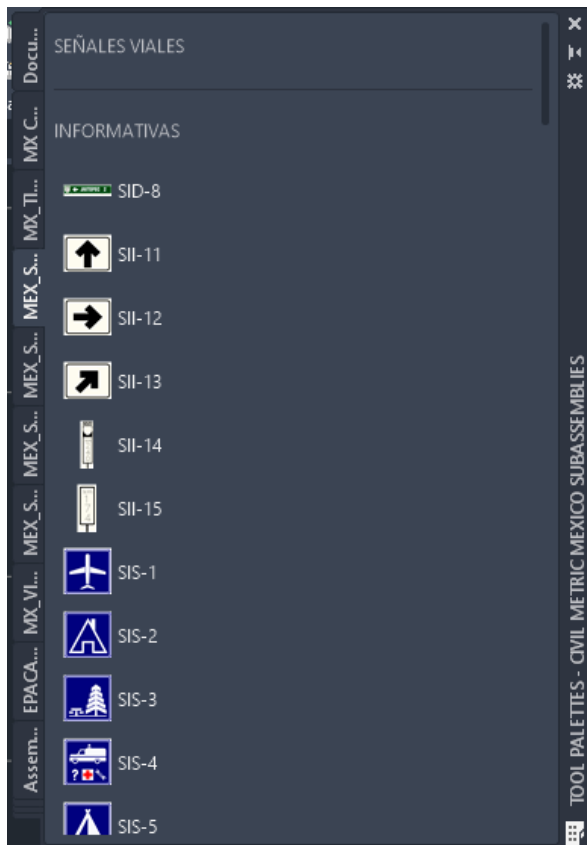 SEÑALES VIALES
INFORMATIVAS
SID-8
SII-11
SII-12
SII-13
SII-14
SII-15
SIS-1
SIS-2
SIS-3
SIS-4
SIS-5
Docu...
MX C...
MX_TI...
MEX_S...
MEX_S...
MEX_S...
MEX_S...
MX_VI...
EPACA...
Assem...
TOOL PALETTES - CIVIL METRIC MEXICO SUBASSEMBLIES